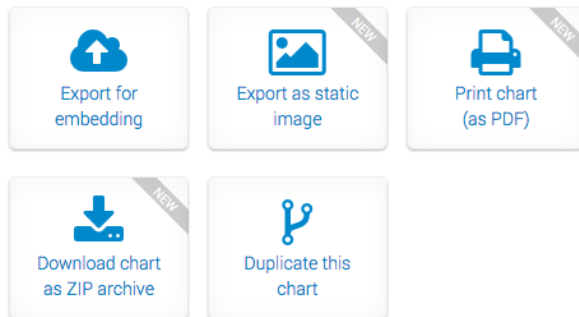 NEW
NEW
Export for
embedding
Export as static
image
Print chart
(as PDF)
NEW
Download chart
as ZIP archive
Duplicate this
chart